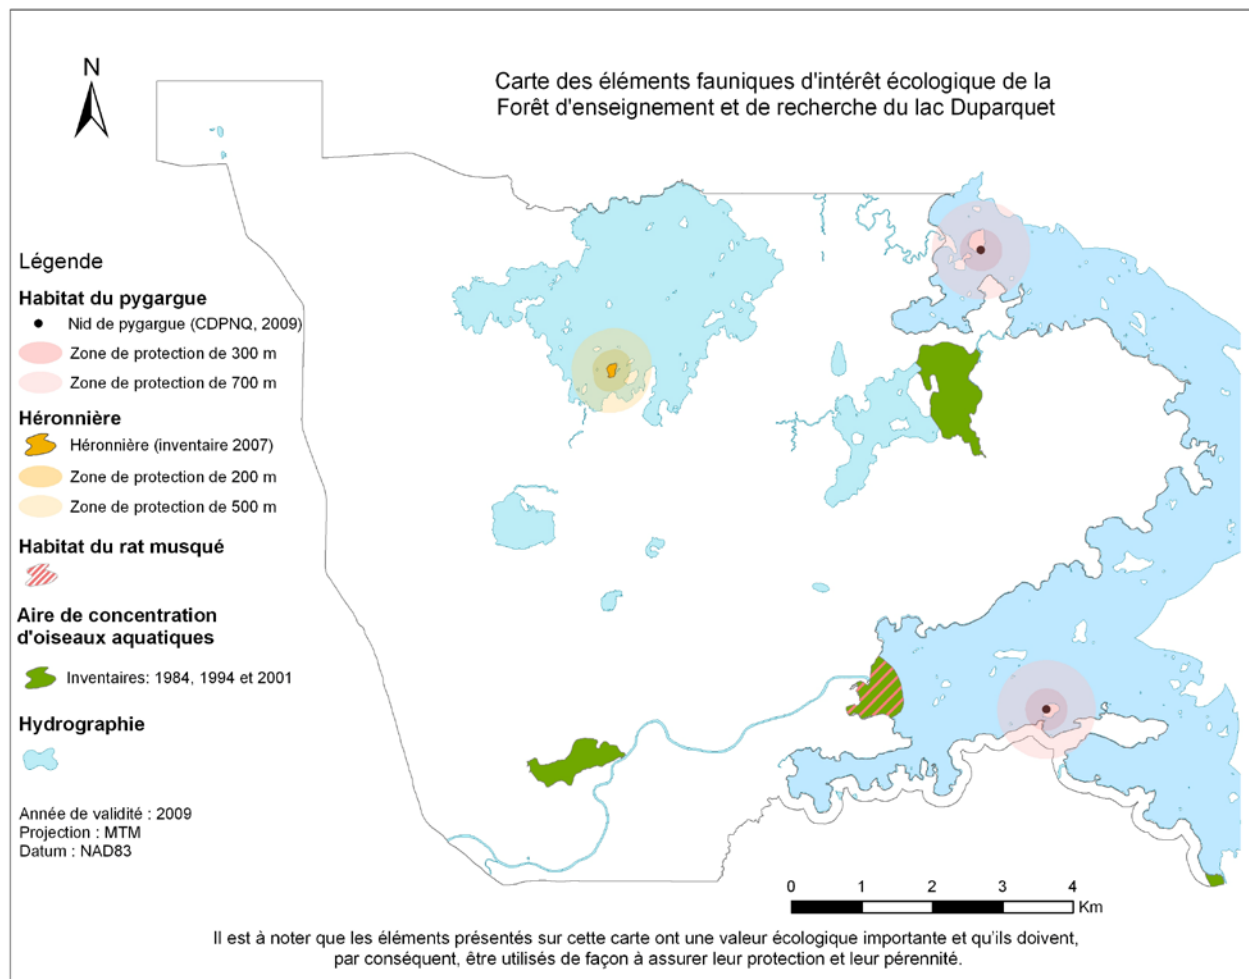 N
Carte des éléments fauniques d'intérêt écologique de la
Forêt d'enseignement et de recherche du lac Duparquet
Légende
Habitat du pygargue
Nid de pygargue (CDPNQ, 2009)
Zone de protection de 300 m
Zone de protection de 700 m
Héronnière
Héronnière (inventaire 2007)
Zone de protection de 200 m
Zone de protection de 500 m
Habitat du rat musqué
Aire de concentration
d'oiseaux aquatiques
Inventaires: 1984, 1994 et 2001
Hydrographie
Année de validité : 2009
Projection : MTM
Datum : NAD83
0 1 2 3 4
Km
Il est à noter que les éléments présentés sur cette carte ont une valeur écologique importante et qu'ils doivent,
par conséquent, être utilisés de façon à assurer leur protection et leur pérennité.